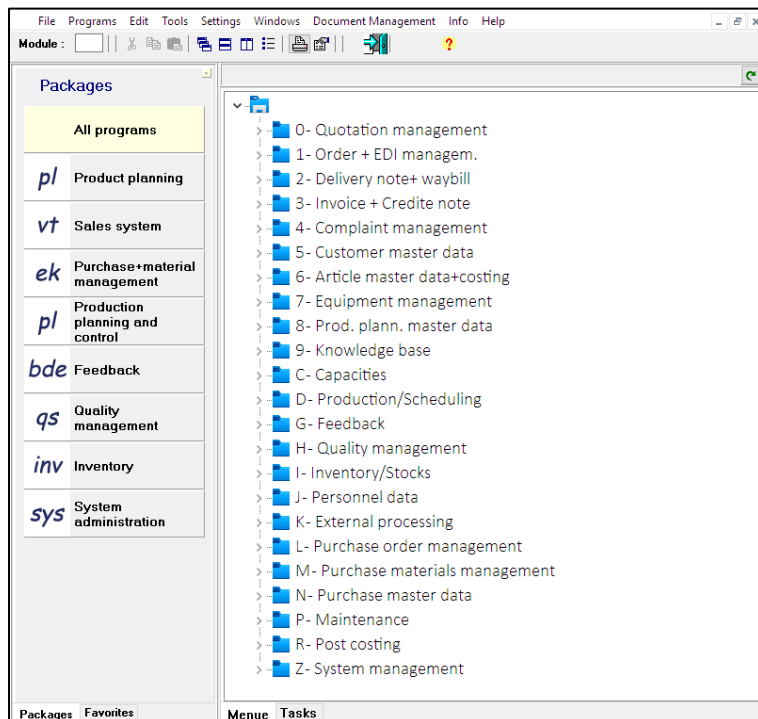 File Programs Edit Tools Settings Windows Document Management Info Help
Module :
?
Packages
All programs
pl Product planning
vt Sales system
ek Purchase+material
management
pl Production
planning and
control
bde Feedback
qs Quality
management
inv Inventory
sys System
administration
Packages Favorites
0- Quotation management
1- Order + EDI managem.
2- Delivery note+ waybill
3- Invoice + Credite note
4- Complaint management
5- Customer master data
6- Article master data+costing
7- Equipment management
8- Prod. plann. master data
9- Knowledge base
C- Capacities
D- Production/Scheduling
G- Feedback
H- Quality management
I- Inventory/Stocks
J- Personnel data
K- External processing
L- Purchase order management
M- Purchase materials management
N- Purchase master data
P- Maintenance
R- Post costing
Z- System management
Menue Tasks